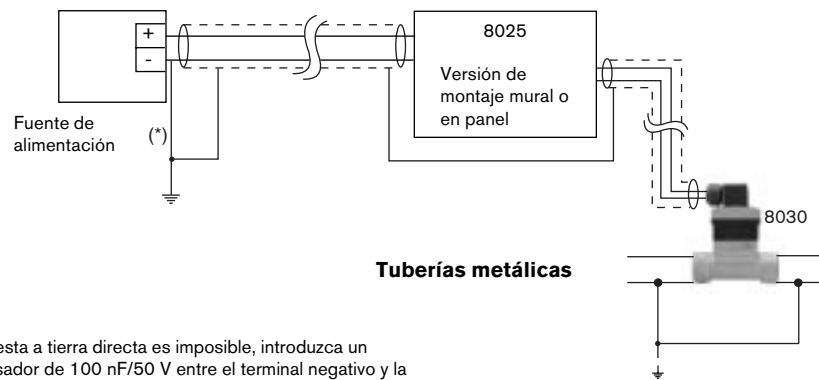 +
-
Fuente de
alimentación
(*)
8025
Versión de
montaje mural o
en panel
8030
Tuberías metálicas
esta a tierra directa es imposible, introduzca un
sador de 100 nF/50 V entre el terminal negativo y la